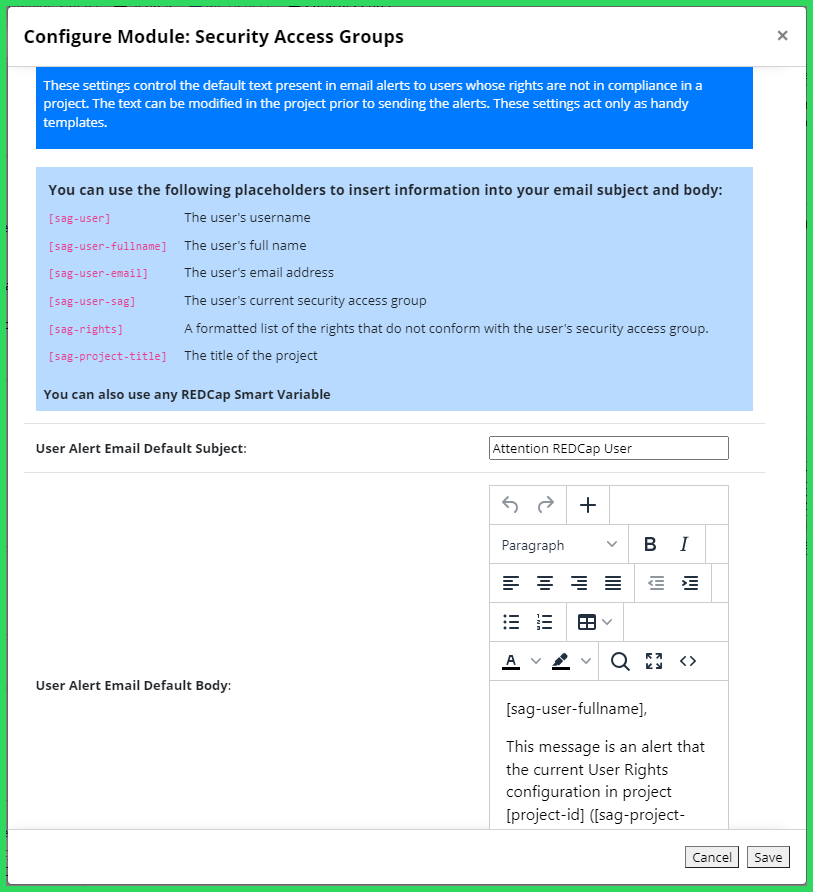 Configure Module: Security Access Groups
×
These settings control the default text present in email alerts to users whose rights are not in compliance in a
project. The text can be modified in the project prior to sending the alerts. These settings act only as handy
templates.
You can use the following placeholders to insert information into your email subject and body:
[sag-user] The user's username
[sag-user-fullname] The user's full name
[sag-user-email] The user's email address
[sag-user-sag] The user's current security access group
[sag-rights] A formatted list of the rights that do not conform with the user's security access group.
[sag-project-title] The title of the project
You can also use any REDCap Smart Variable
User Alert Email Default Subject: Attention REDCap User
Paragraph B I
A
User Alert Email Default Body:
[sag-user-fullname],
This message is an alert that
the current User Rights
configuration in project
[project-id] ([sag-project-
Cancel Save